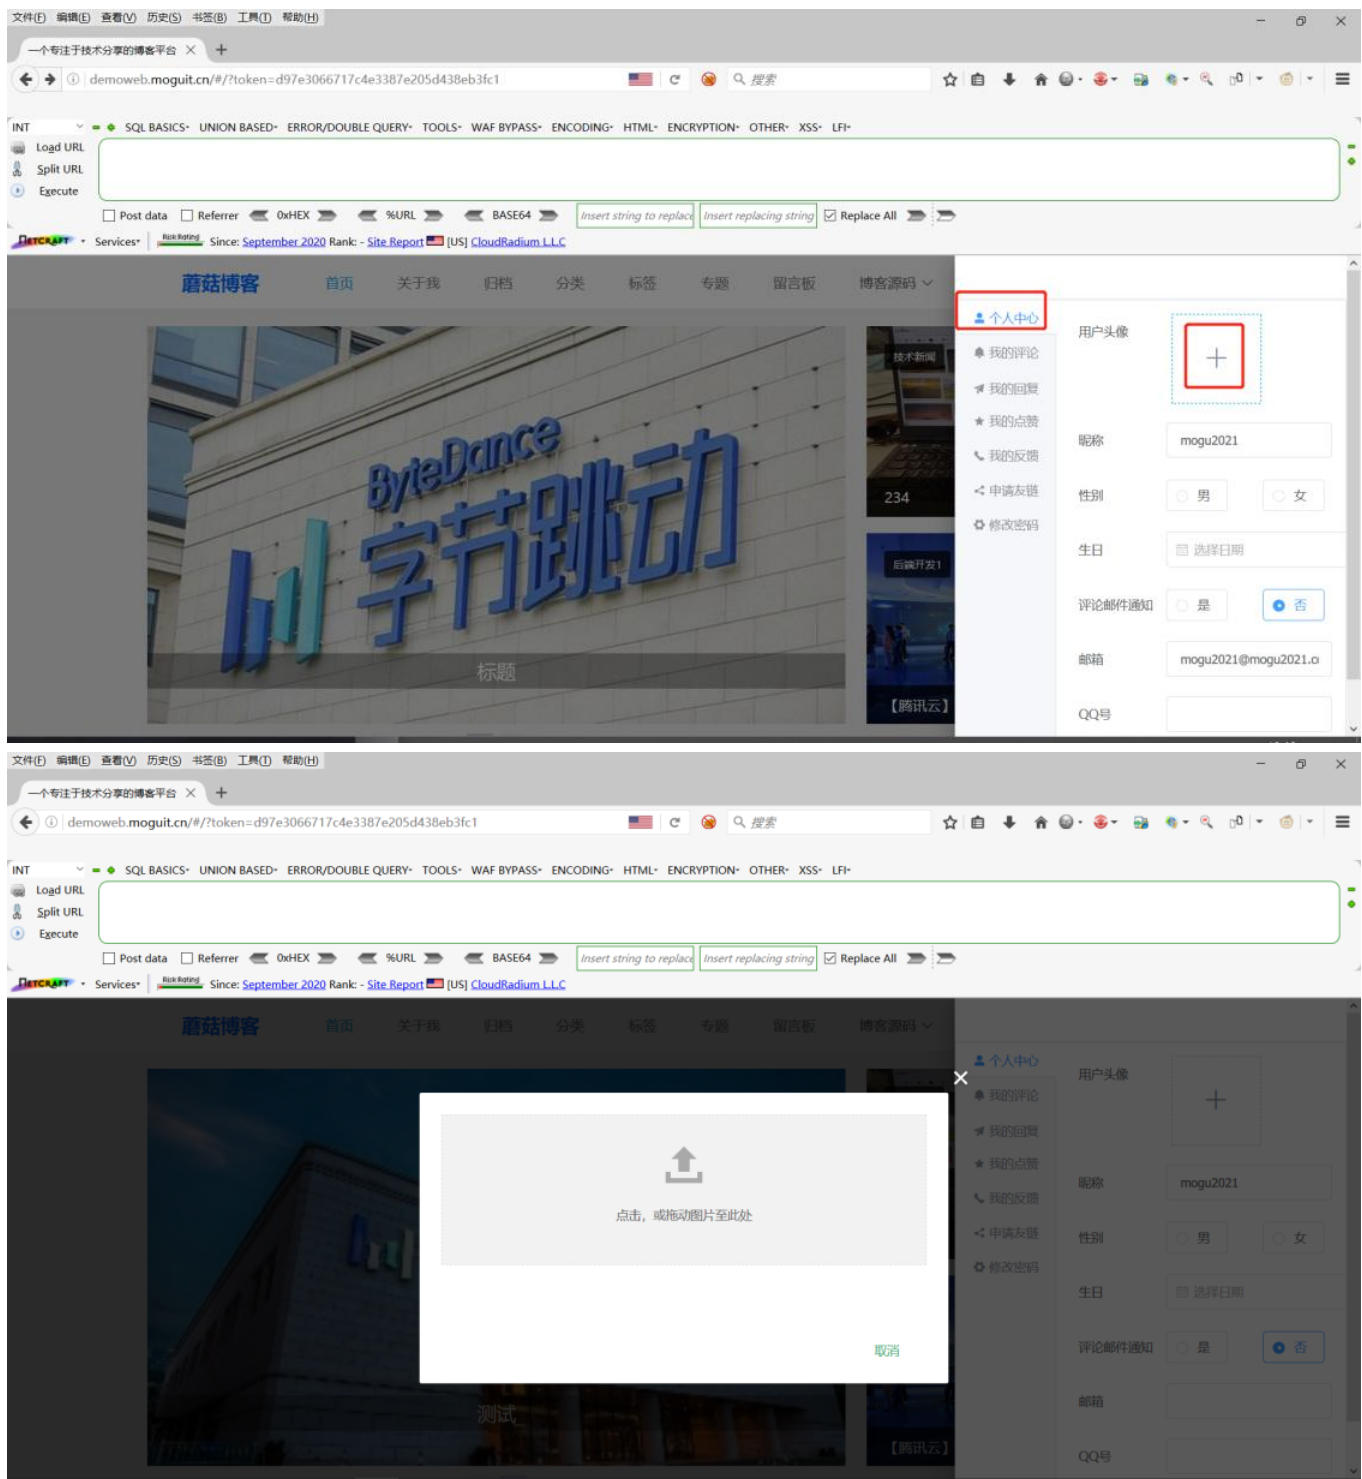 文件(F) 编辑(E) 查看(V) 历史(S) 书签(B) 工具(T) 帮助(H)
一个专注于技术分享的博客平台
demoweb.moguit.cn/#/?token=d97e3066717c4e3387e205d438eb3fc1 搜索
INT SQL BASICS UNION BASED ERROR/DOUBLE QUERY TOOLS WAF BYPASS ENCODING HTML ENCRYPTION OTHER XSS LFI
Load URL
Split URL
Execute
Post data Referrer 0xHEX %URL BASE64 Insert string to replace Insert replacing string Replace All
NETCRAFT Services Risk Rating Since: September 2020 Rank: - Site Report [US] CloudRadium L.L.C
蘑菇博客 首页 关于我 归档 分类 标签 专题 留言板 博客源码
个人中心
我的评论
我的回复
我的点赞
我的反馈
申请友链
修改密码
用户头像
昵称 mogu2021
性别 男 女
生日 选择日期
评论邮件通知 是 否
邮箱 mogu2021@mogu2021.c
QQ号
技术新闻
234
后端开发1
【腾讯云】
ByteDance
字节跳动
标题
文件(F) 编辑(E) 查看(V) 历史(S) 书签(B) 工具(T) 帮助(H)
一个专注于技术分享的博客平台
demoweb.moguit.cn/#/?token=d97e3066717c4e3387e205d438eb3fc1 搜索
INT SQL BASICS UNION BASED ERROR/DOUBLE QUERY TOOLS WAF BYPASS ENCODING HTML ENCRYPTION OTHER XSS LFI
Load URL
Split URL
Execute
Post data Referrer 0xHEX %URL BASE64 Insert string to replace Insert replacing string Replace All
NETCRAFT Services Risk Rating Since: September 2020 Rank: - Site Report [US] CloudRadium L.L.C
蘑菇博客 首页 关于我 归档 分类 标签 专题 留言板 博客源码
个人中心
我的评论
我的回复
我的点赞
我的反馈
申请友链
修改密码
用户头像
昵称 mogu2021
性别 男 女
生日 选择日期
评论邮件通知 是 否
邮箱
QQ号
点击，或拖动图片至此处
取消
测试
【腾讯云】